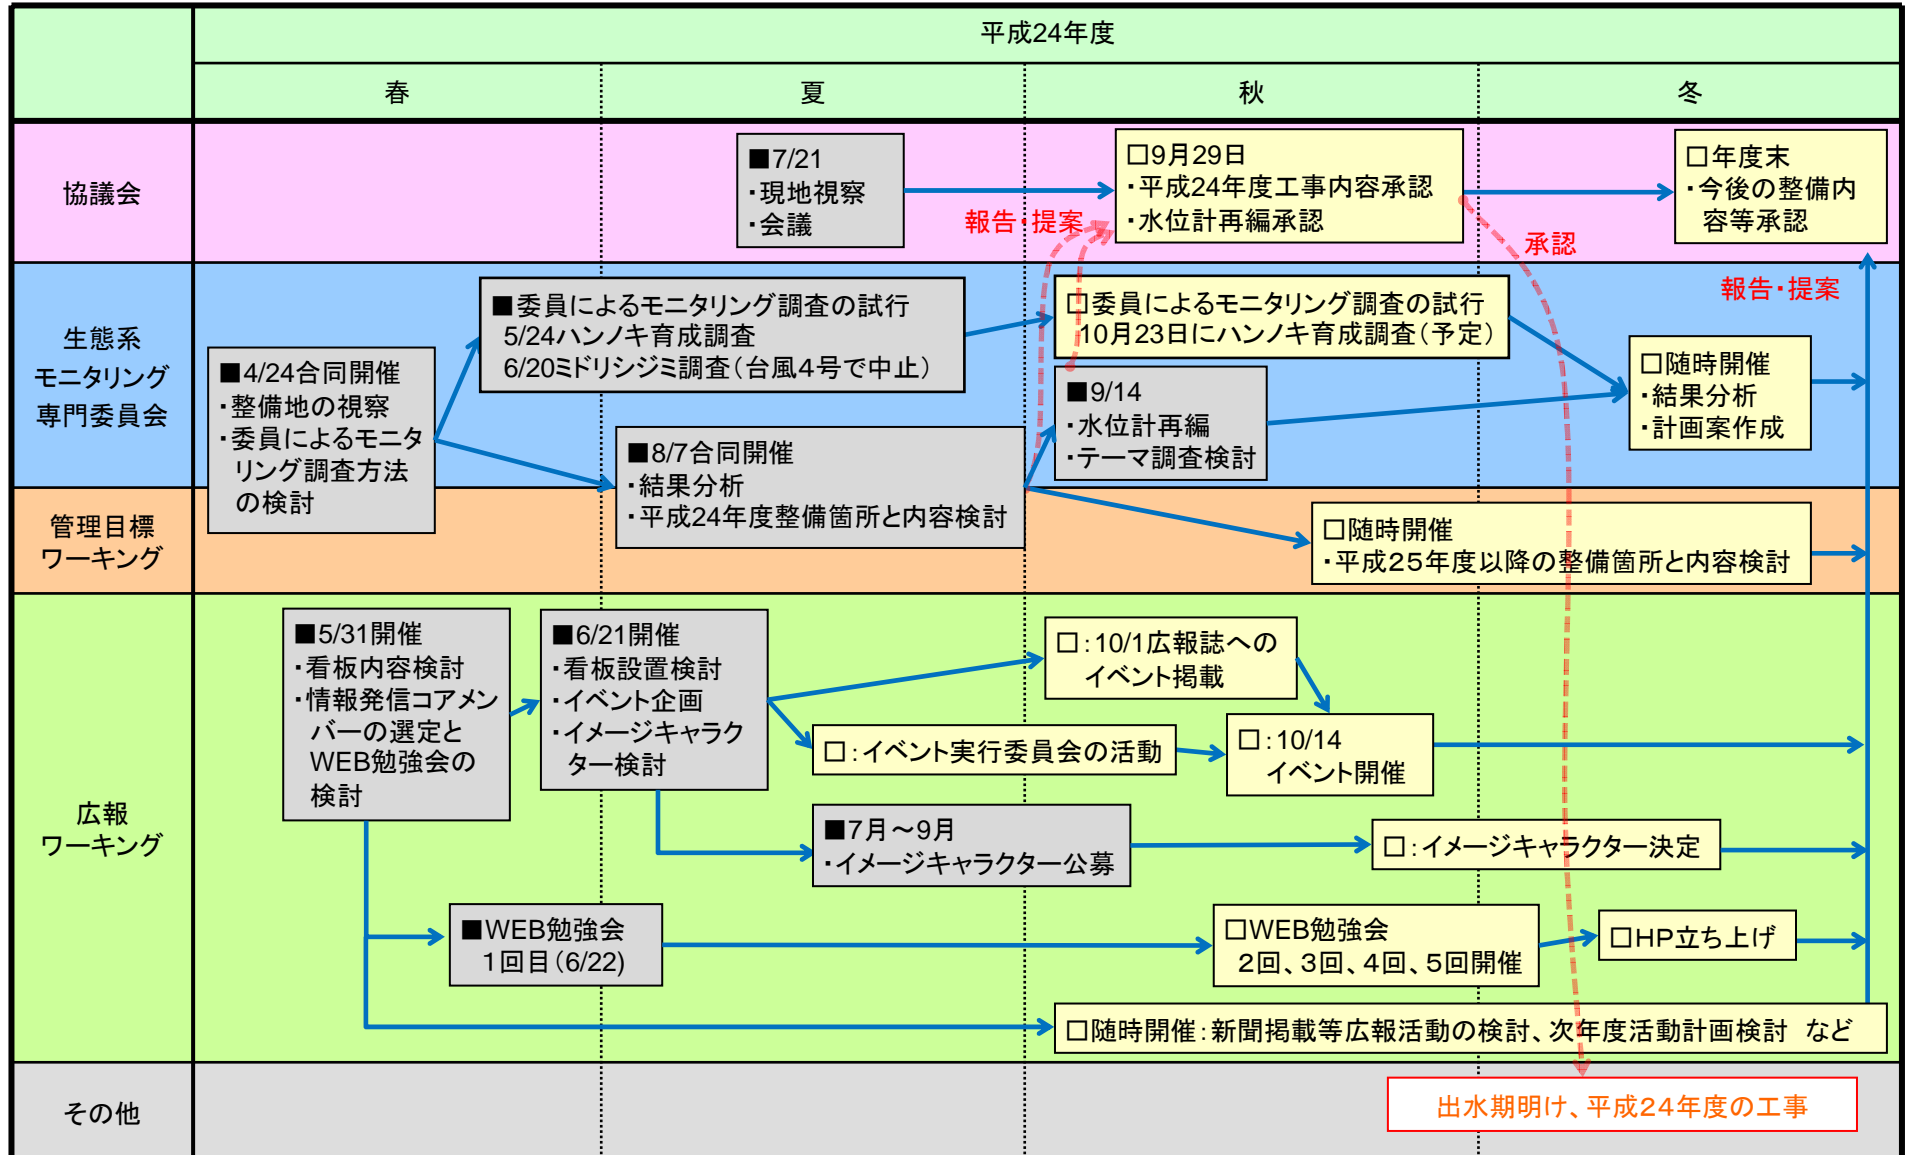 平成24年度
春
夏
秋
冬
協議会
■7/21
・現地視察
・会議
報告・提案
□9月29日
・平成24年度工事内容承認
・水位計再編承認
承認
□年度末
・今後の整備内
容等承認
報告・提案
生態系
モニタリング
専門委員会
■4/24合同開催
・整備地の視察
・委員によるモニタ
リング調査方法
の検討
■委員によるモニタリング調査の試行
5/24ハンノキ育成調査
6/20ミドリシジミ調査（台風４号で中止）
■8/7合同開催
・結果分析
・平成24年度整備箇所と内容検討
□委員によるモニタリング調査の試行
10月23日にハンノキ育成調査（予定）
■9/14
・水位計再編
・テーマ調査検討
□随時開催
・結果分析
・計画案作成
管理目標
ワーキング
□随時開催
・平成２５年度以降の整備箇所と内容検討
広報
ワーキング
■5/31開催
・看板内容検討
・情報発信コアメン
バーの選定と
WEB勉強会の
検討
■6/21開催
・看板設置検討
・イベント企画
・イメージキャラク
ター検討
□：10/1広報誌への
イベント掲載
□：イベント実行委員会の活動
□：10/14
イベント開催
■7月～9月
・イメージキャラクター公募
□：イメージキャラクター決定
■WEB勉強会
１回目（6/22)
□WEB勉強会
２回、３回、４回、５回開催
□HP立ち上げ
□随時開催：新聞掲載等広報活動の検討、次年度活動計画検討　など
その他
出水期明け、平成２４年度の工事